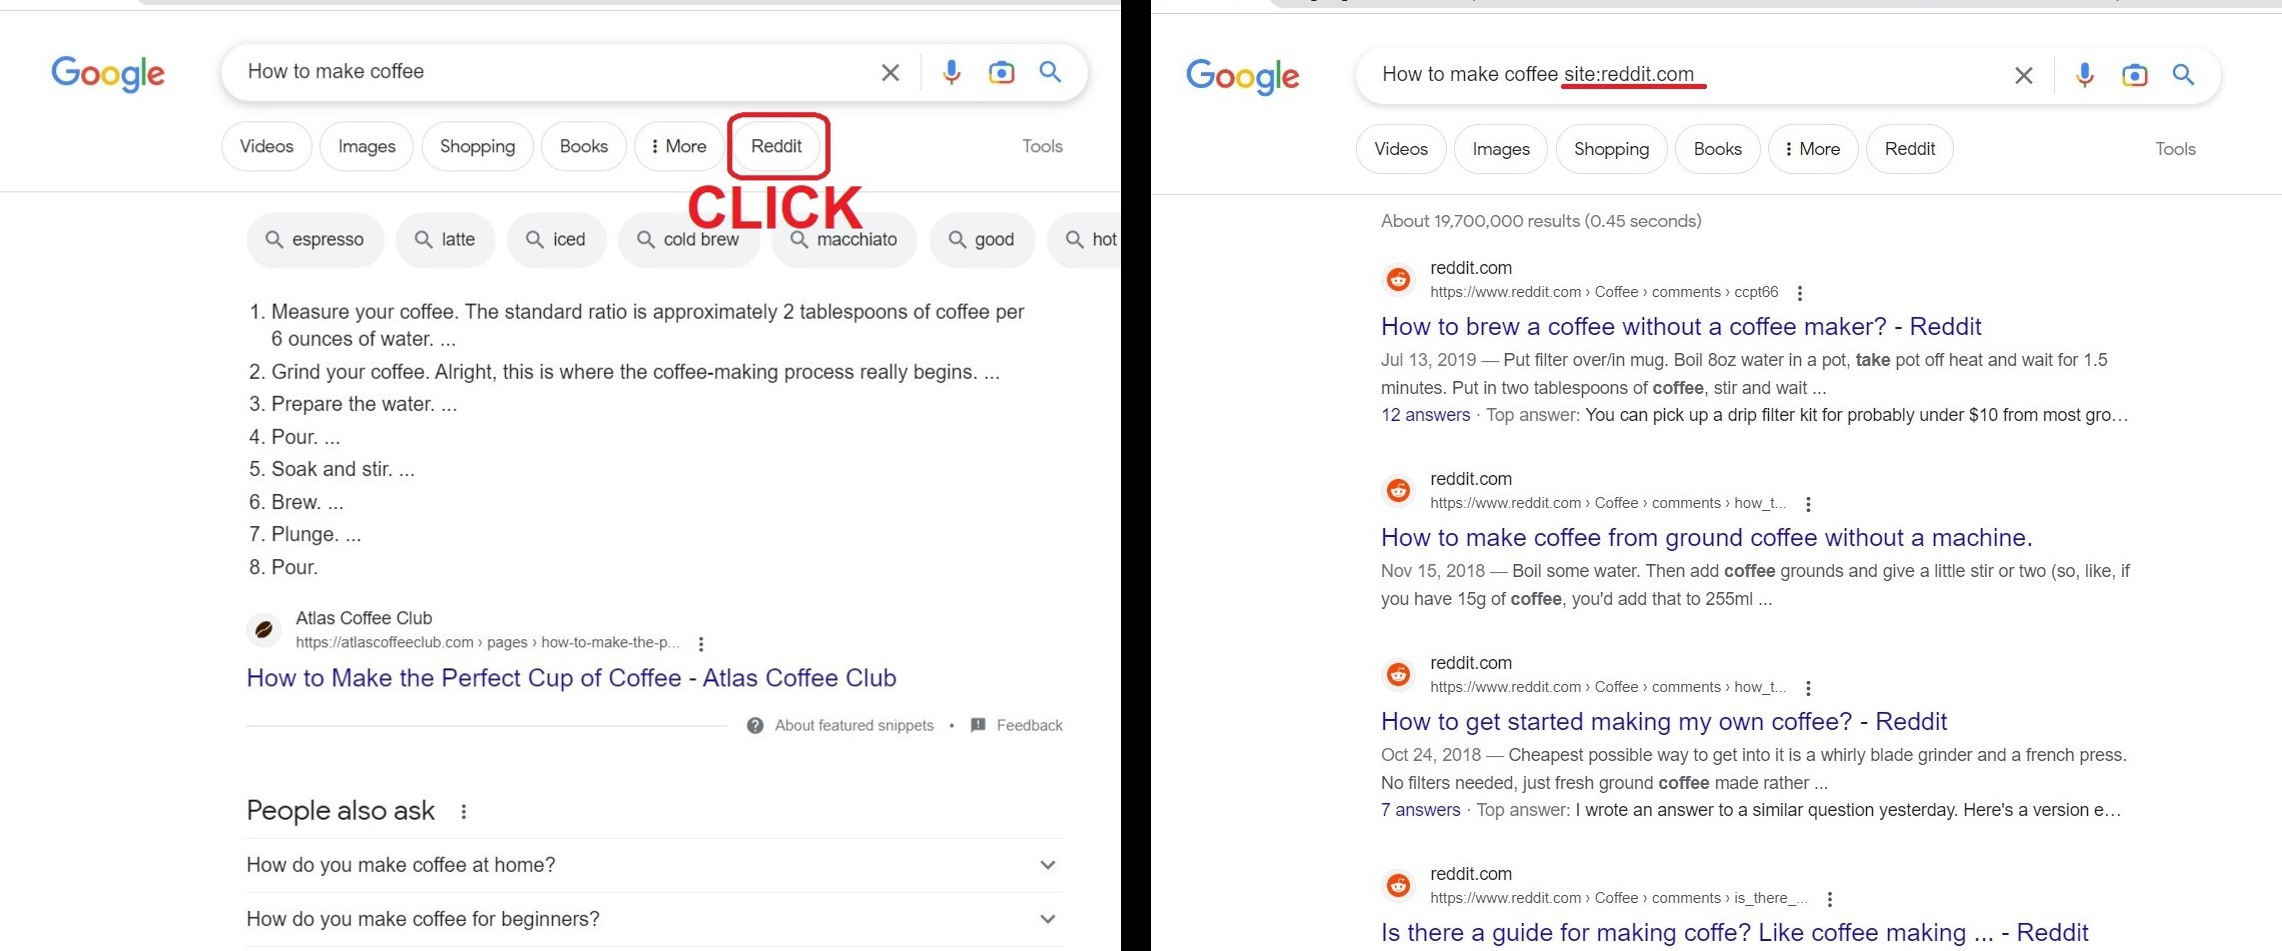 Google
How to make coffee
Videos
Images
Shopping
Books
More
Reddit
Tools
CLICK
espresso
latte
iced
cold brew
macchiato
good
hot
1. Measure your coffee. The standard ratio is approximately 2 tablespoons of coffee per
6 ounces of water. ...
2. Grind your coffee. Alright, this is where the coffee-making process really begins. ...
3. Prepare the water. ...
4. Pour. ...
5. Soak and stir. ...
6. Brew. ...
7. Plunge. ...
8. Pour.
Atlas Coffee Club
https://atlascoffeeclub.com › pages › how-to-make-the-p...
How to Make the Perfect Cup of Coffee - Atlas Coffee Club
About featured snippets • Feedback
People also ask
How do you make coffee at home?
How do you make coffee for beginners?
Google
How to make coffee site:reddit.com
Videos
Images
Shopping
Books
More
Reddit
Tools
About 19,700,000 results (0.45 seconds)
reddit.com
https://www.reddit.com › Coffee › comments › ccpt66
How to brew a coffee without a coffee maker? - Reddit
Jul 13, 2019 — Put filter over/in mug. Boil 8oz water in a pot, take pot off heat and wait for 1.5
minutes. Put in two tablespoons of coffee, stir and wait ...
12 answers · Top answer: You can pick up a drip filter kit for probably under $10 from most gro...
reddit.com
https://www.reddit.com › Coffee › comments › how_t...
How to make coffee from ground coffee without a machine.
Nov 15, 2018 — Boil some water. Then add coffee grounds and give a little stir or two (so, like, if
you have 15g of coffee, you'd add that to 255ml ...
reddit.com
https://www.reddit.com › Coffee › comments › how_t...
How to get started making my own coffee? - Reddit
Oct 24, 2018 — Cheapest possible way to get into it is a whirly blade grinder and a french press.
No filters needed, just fresh ground coffee made rather ...
7 answers · Top answer: I wrote an answer to a similar question yesterday. Here's a version e...
reddit.com
https://www.reddit.com › Coffee › comments › is_there_...
Is there a guide for making coffe? Like coffee making ... - Reddit